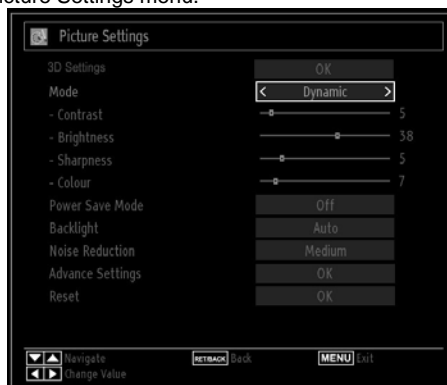 icture Settings menu.
Picture Settings
3D Settings OK
Mode < Dynamic >
- Contrast 5
- Brightness 38
- Sharpness 5
- Colour 7
Power Save Mode Off
Backlight Auto
Noise Reduction Medium
Advance Settings OK
Reset OK
Navigate RET/BACK Back MENU Exit
Change Value